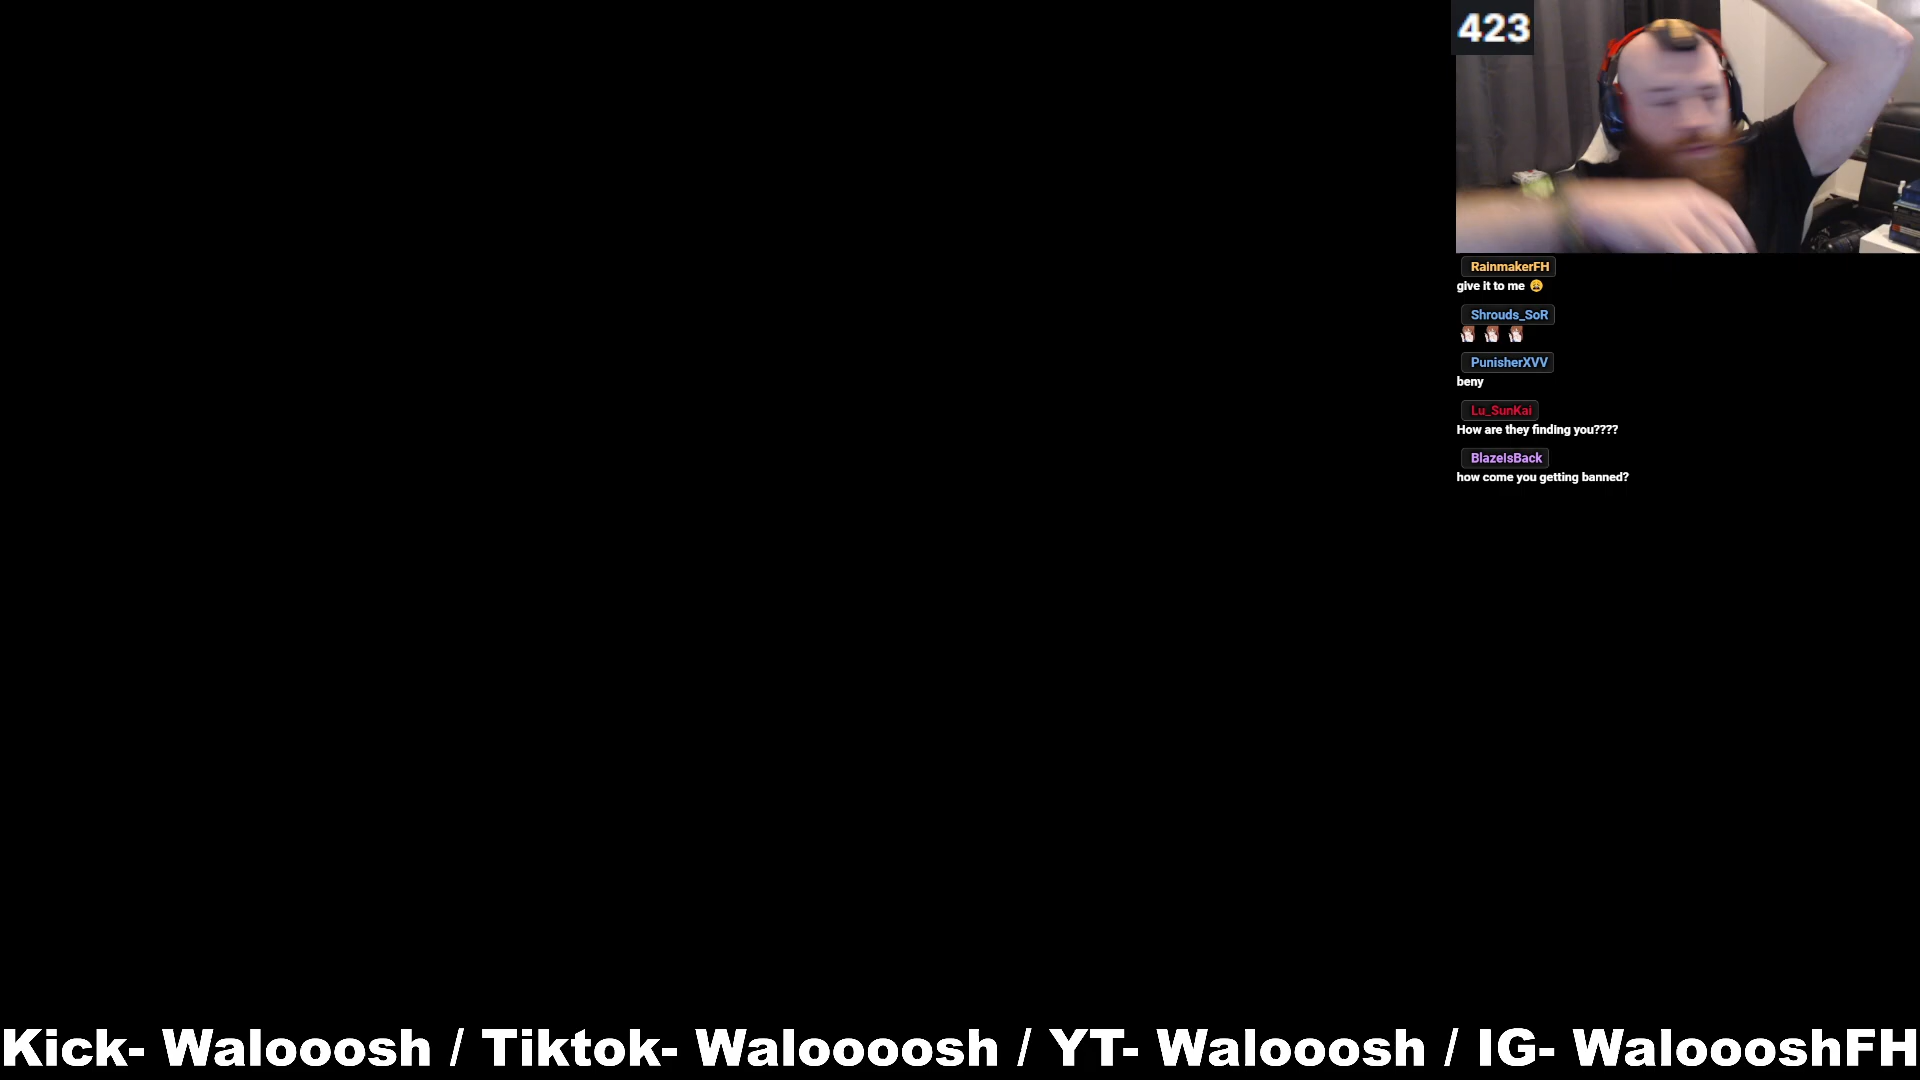 423
RainmakerFH
give it to me 😩
Shrouds_SoR
PunisherXVV
beny
Lu_SunKai
How are they finding you????
BlazeIsBack
how come you getting banned?
Kick- Walooosh / Tiktok- Waloooosh / YT- Walooosh / IG- WaloooshFH